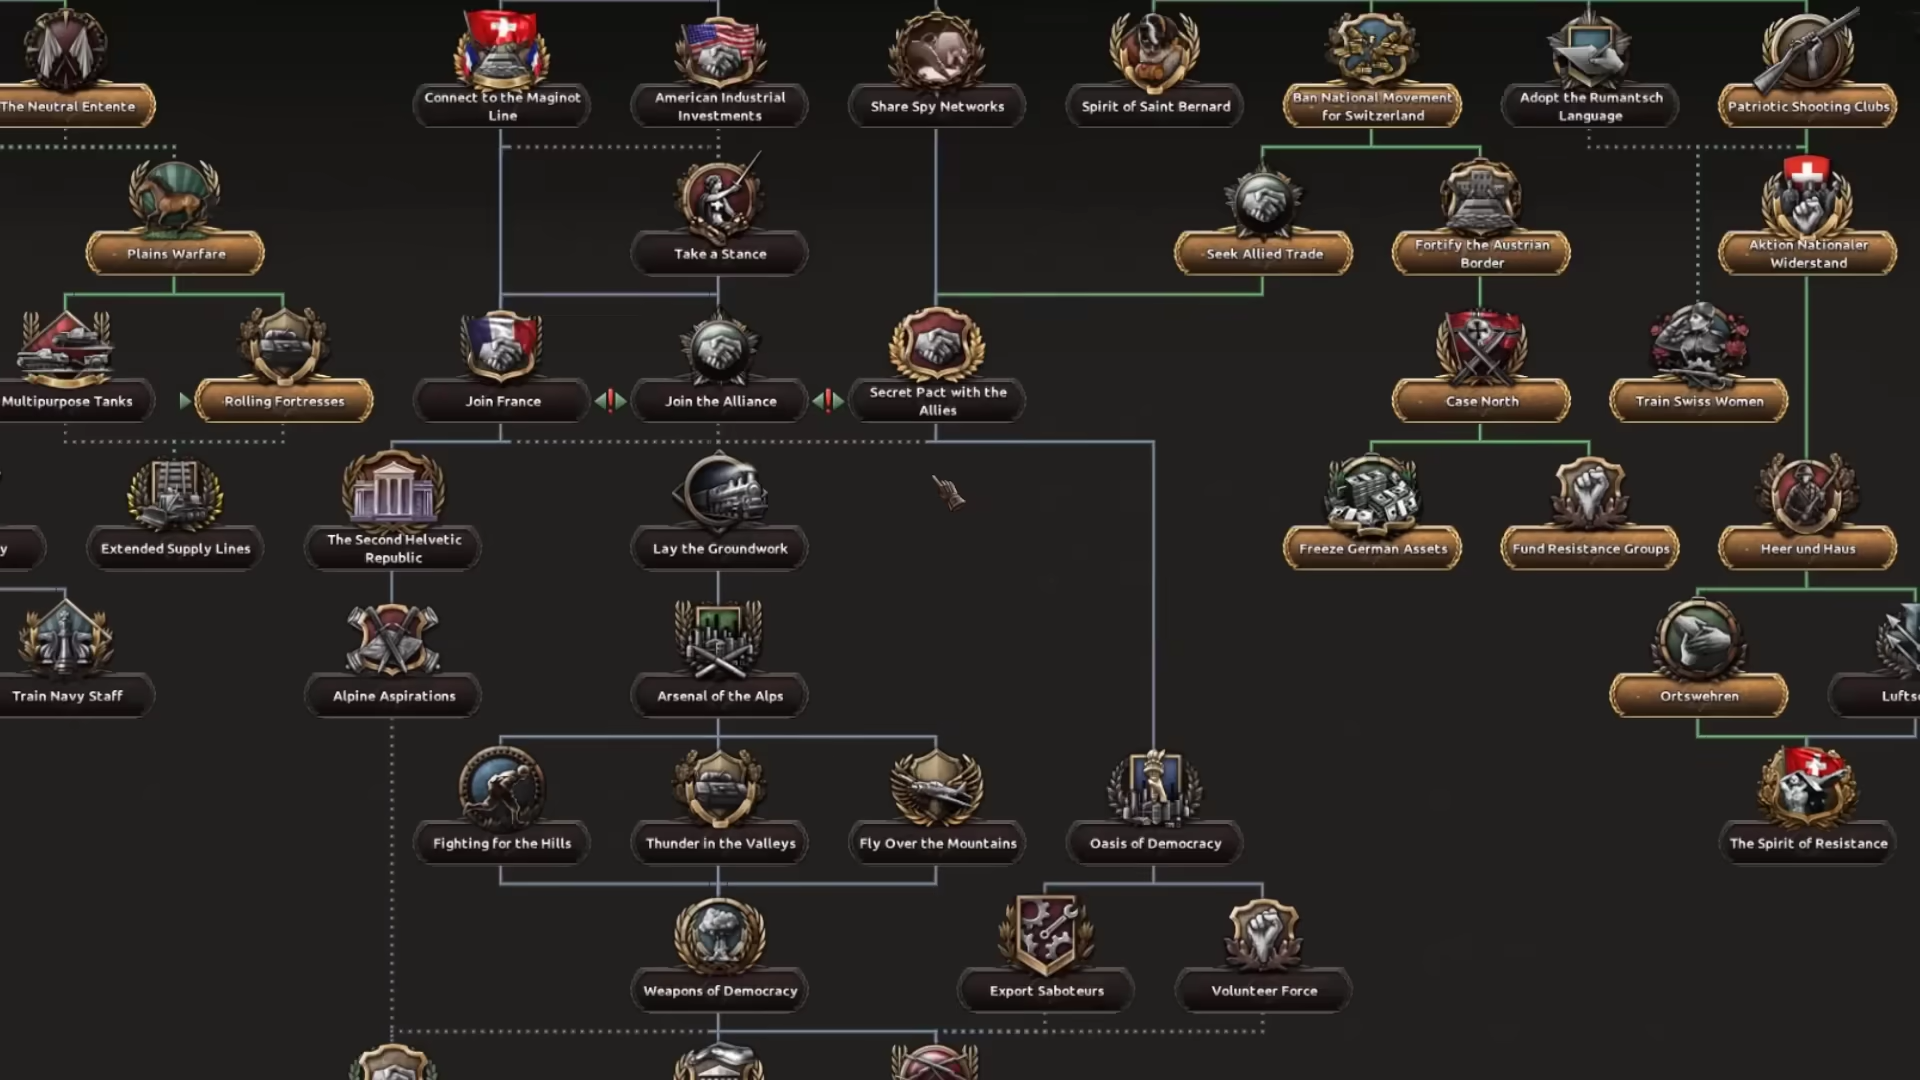 The Neutral Entente
Connect to the Maginot
Line
American Industrial
Investments
Share Spy Networks
Spirit of Saint Bernard
Ban National Movement
for Switzerland
Adopt the Rumantsch
Language
Patriotic Shooting Clubs
Plains Warfare
Take a Stance
Seek Allied Trade
Fortify the Austrian
Border
Aktion Nationaler
Widerstand
Multipurpose Tanks
Rolling Fortresses
Join France
Join the Alliance
Secret Pact with the
Allies
Case North
Train Swiss Women
y
Extended Supply Lines
The Second Helvetic
Republic
Lay the Groundwork
Freeze German Assets
Fund Resistance Groups
Heer und Haus
Train Navy Staff
Alpine Aspirations
Arsenal of the Alps
Ortswehren
Lufts
Fighting for the Hills
Thunder in the Valleys
Fly Over the Mountains
Oasis of Democracy
The Spirit of Resistance
Weapons of Democracy
Export Saboteurs
Volunteer Force